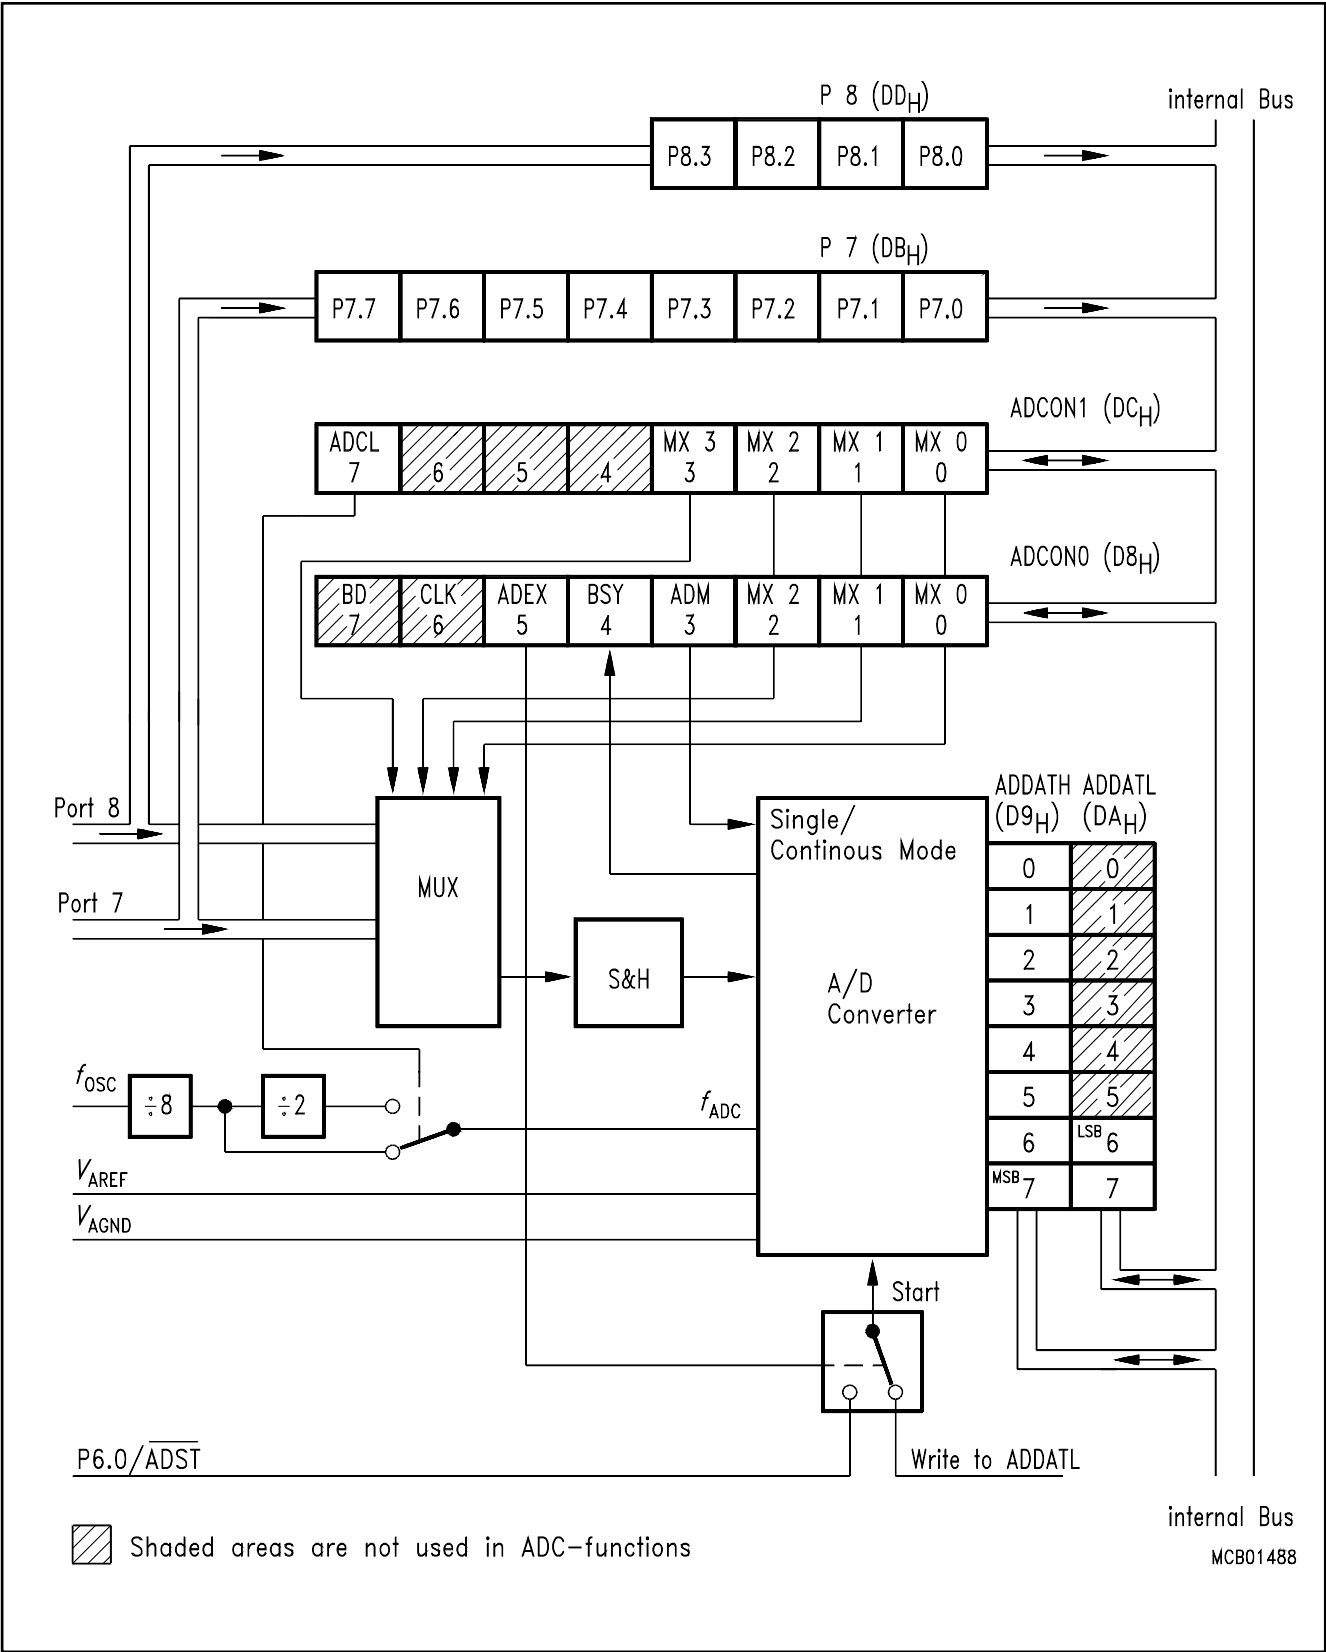 P 8 (DDH)
internal Bus
P8.3 P8.2 P8.1 P8.0
P 7 (DBH)
P7.7 P7.6 P7.5 P7.4 P7.3 P7.2 P7.1 P7.0
ADCON1 (DCH)
ADCL MX 3 MX 2 MX 1 MX 0
7 6 5 4 3 2 1 0
ADCON0 (D8H)
BD CLK ADEX BSY ADM MX 2 MX 1 MX 0
7 6 5 4 3 2 1 0
ADDATH ADDATL
(D9H) (DAH)
Port 8
Single/
Continous Mode
MUX
Port 7
S&H
A/D
Converter
0 0
1 1
2 2
3 3
4 4
5 5
6 LSB 6
MSB 7 7
fOSC
÷8 ÷2
fADC
VAREF
VAGND
Start
P6.0/A̅D̅S̅T̅
Write to ADDATL
internal Bus
Shaded areas are not used in ADC-functions
MCB01488